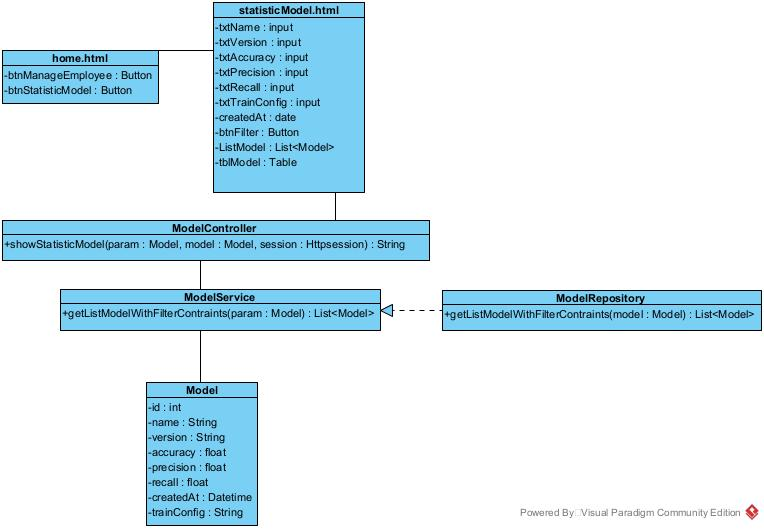 statisticModel.html
-txtName : input
-txtVersion : input
-txtAccuracy : input
-txtPrecision : input
-txtRecall : input
-txtTrainConfig : input
-createdAt : date
-btnFilter : Button
-ListModel : List<Model>
-tblModel : Table
home.html
-btnManageEmployee : Button
-btnStatisticModel : Button
ModelController
+showStatisticModel(param : Model, model : Model, session : Httpsession) : String
ModelService
+getListModelWithFilterContraints(param : Model) : List<Model>
ModelRepository
+getListModelWithFilterContraints(model : Model) : List<Model>
Model
-id : int
-name : String
-version : String
-accuracy : float
-precision : float
-recall : float
-createdAt : Datetime
-trainConfig : String
Powered By Visual Paradigm Community Edition